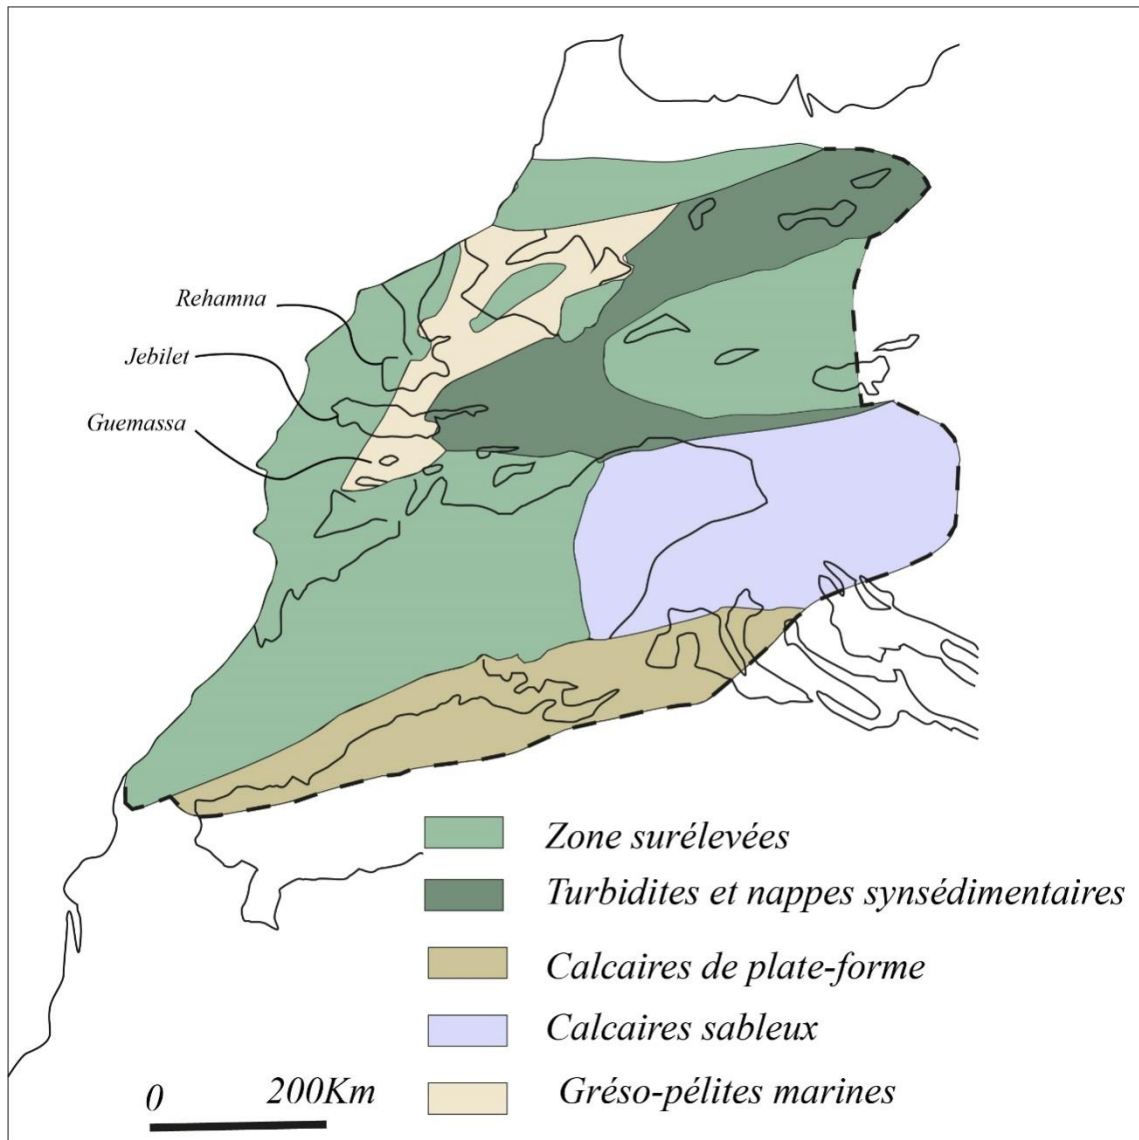 Rehamna
Jebilet
Guemassa
Zone surélevées
Turbidites et nappes synsédimentaires
Calcaires de plate-forme
Calcaires sableux
Gréso-pélites marines
0 200Km